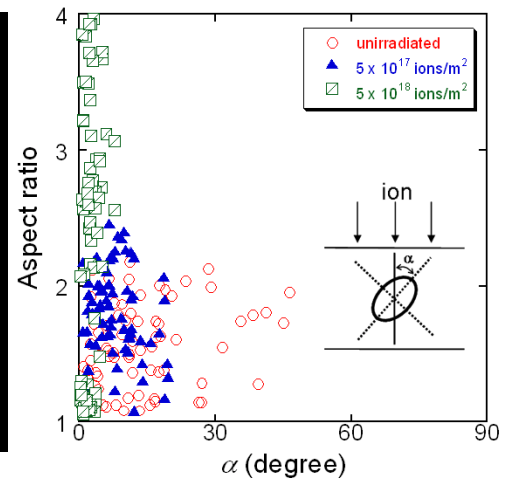 4
3
2
1
Aspect ratio
unirradiated
5 x 10¹⁷ ions/m²
5 x 10¹⁸ ions/m²
ion
α
0
30
60
90
α (degree)